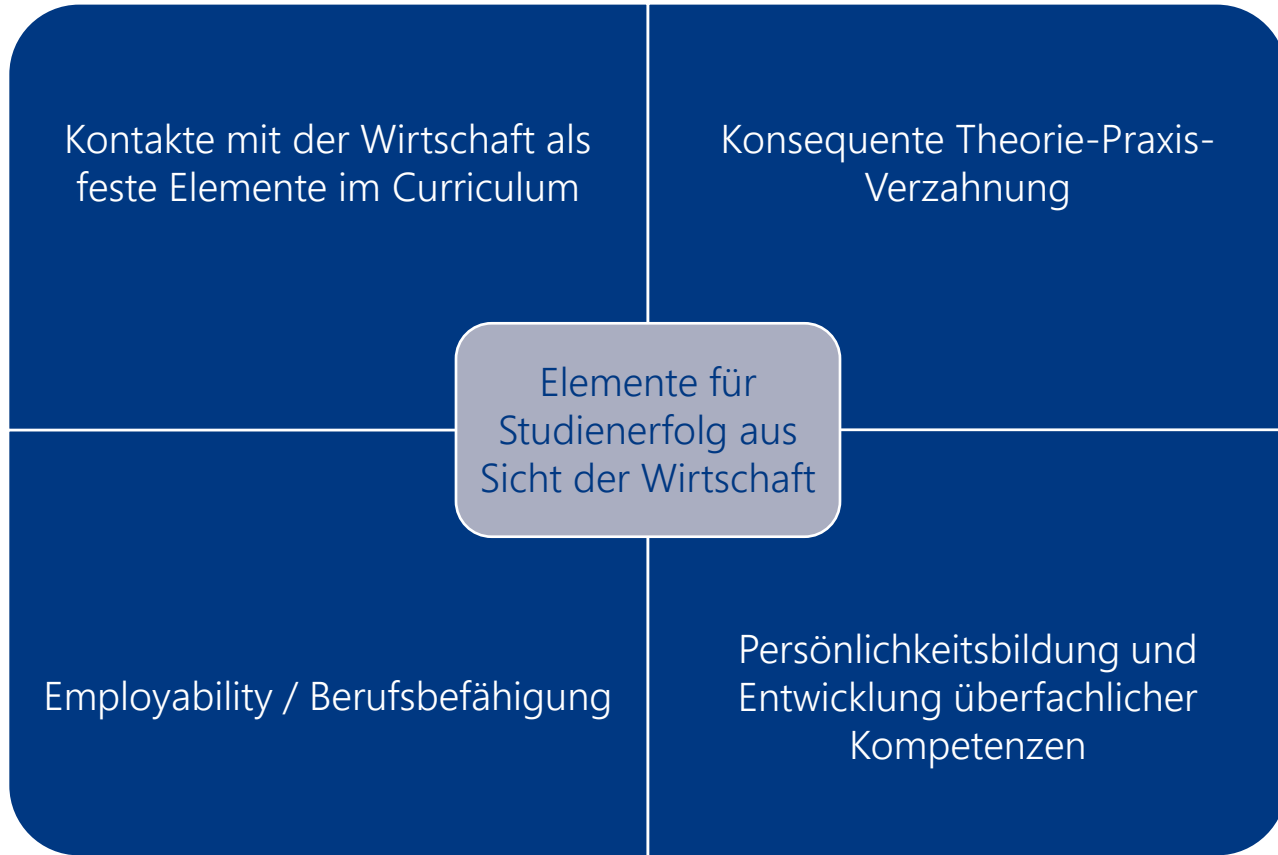 Kontakte mit der Wirtschaft als
feste Elemente im Curriculum
Konsequente Theorie-Praxis-
Verzahnung
Elemente für
Studienerfolg aus
Sicht der Wirtschaft
Employability / Berufsbefähigung
Persönlichkeitsbildung und
Entwicklung überfachlicher
Kompetenzen